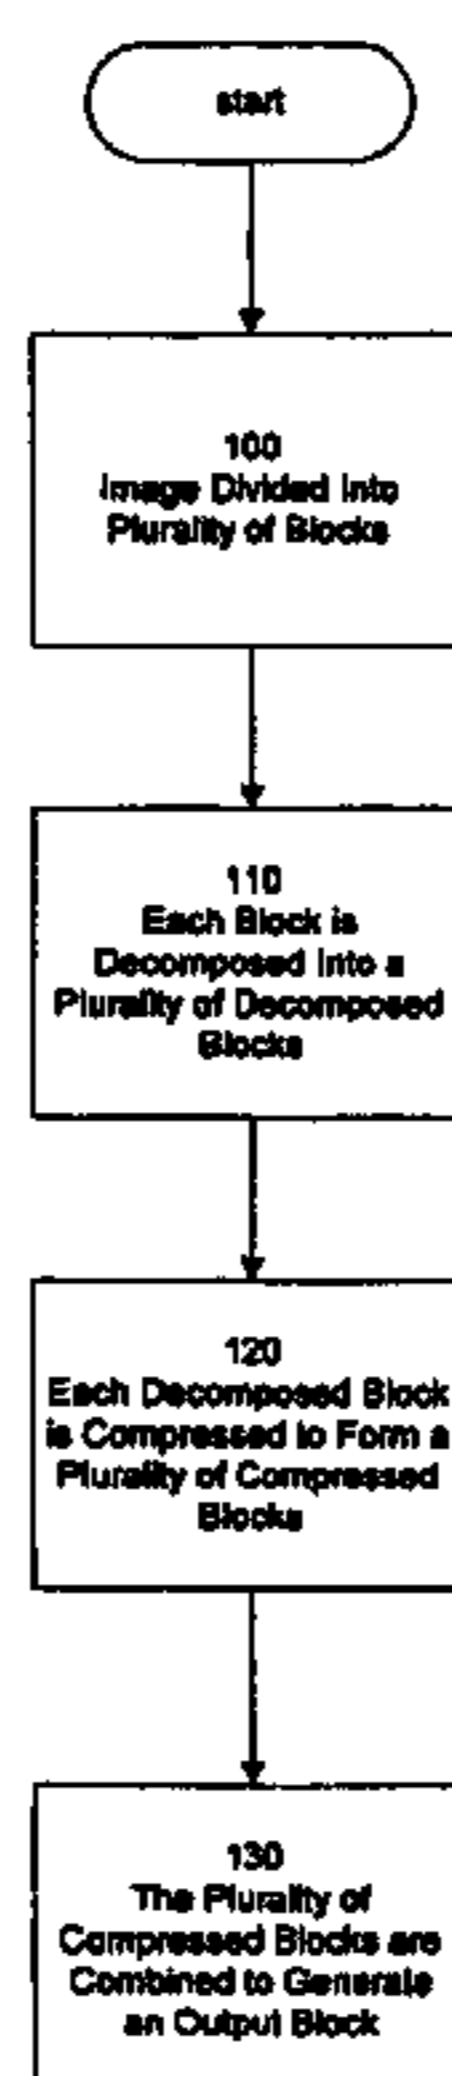 start
100
Image Divided Into
Plurality of Blocks
110
Each Block is
Decomposed Into a
Plurality of Decomposed
Blocks
120
Each Decomposed Block
is Compressed to Form a
Plurality of Compressed
Blocks
130
The Plurality of
Compressed Blocks are
Combined to Generate
an Output Block